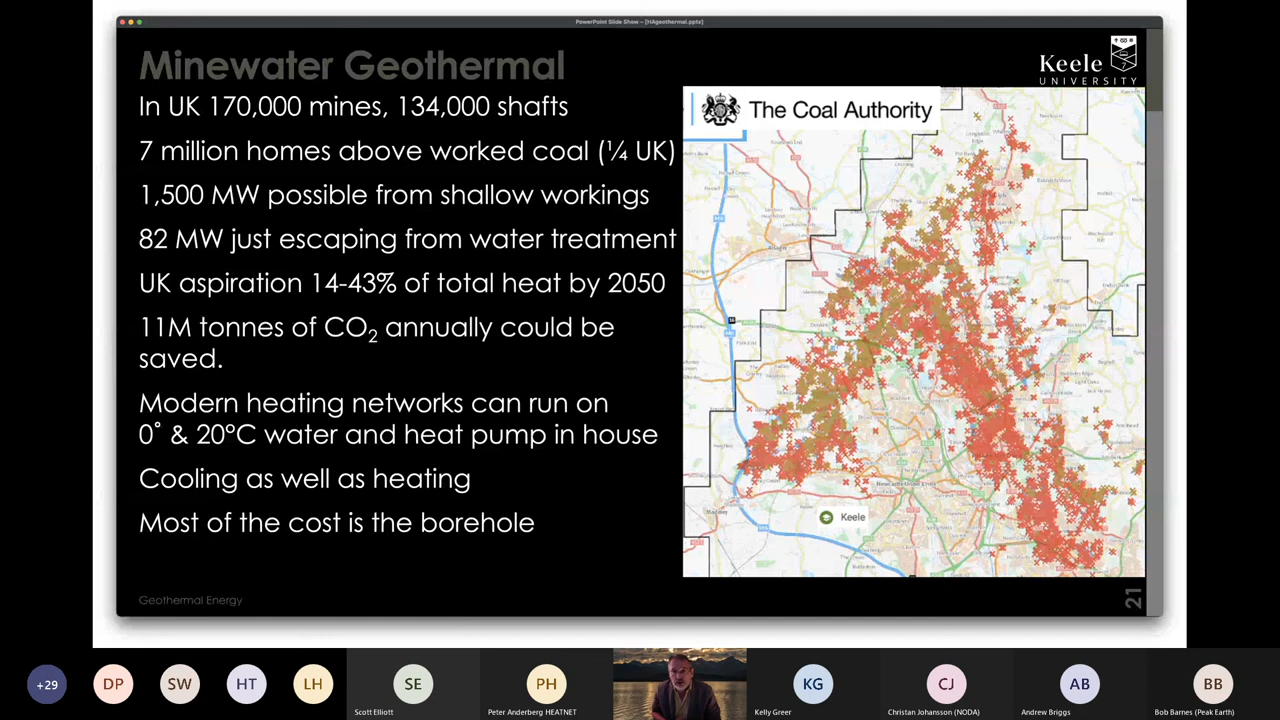 PowerPoint Slide Show - [HAgeothermal.pptx]
Minewater Geothermal
Keele
UNIVERSITY
In UK 170,000 mines, 134,000 shafts
7 million homes above worked coal (¼ UK)
1,500 MW possible from shallow workings
82 MW just escaping from water treatment
UK aspiration 14-43% of total heat by 2050
11M tonnes of CO₂ annually could be
saved.
Modern heating networks can run on
0˚ & 20°C water and heat pump in house
Cooling as well as heating
Most of the cost is the borehole
The Coal Authority
Keele
Geothermal Energy
21
+29
DP
SW
HT
LH
SE
Scott Elliott
PH
Peter Anderberg HEATNET
KG
Kelly Greer
CJ
Christan Johansson (NODA)
AB
Andrew Briggs
BB
Bob Barnes (Peak Earth)